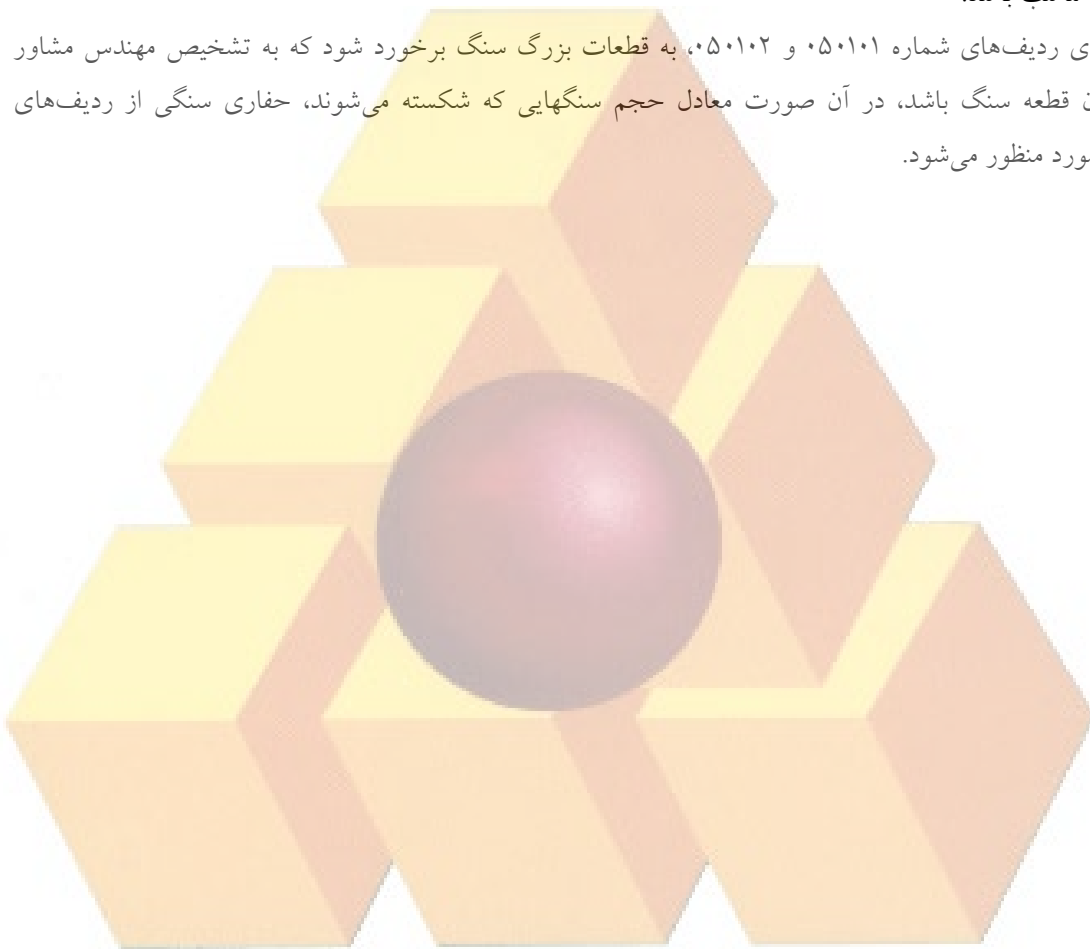 ی ردیف‌های شماره ۰۵۰۱۰۱ و ۰۵۰۱۰۲، به قطعات بزرگ سنگ برخورد شود که به تشخیص مهندس مشاور
ن قطعه سنگ باشد، در آن صورت معادل حجم سنگهایی که شکسته می‌شوند، حفاری سنگی از ردیف‌های
ورد منظور می‌شود.